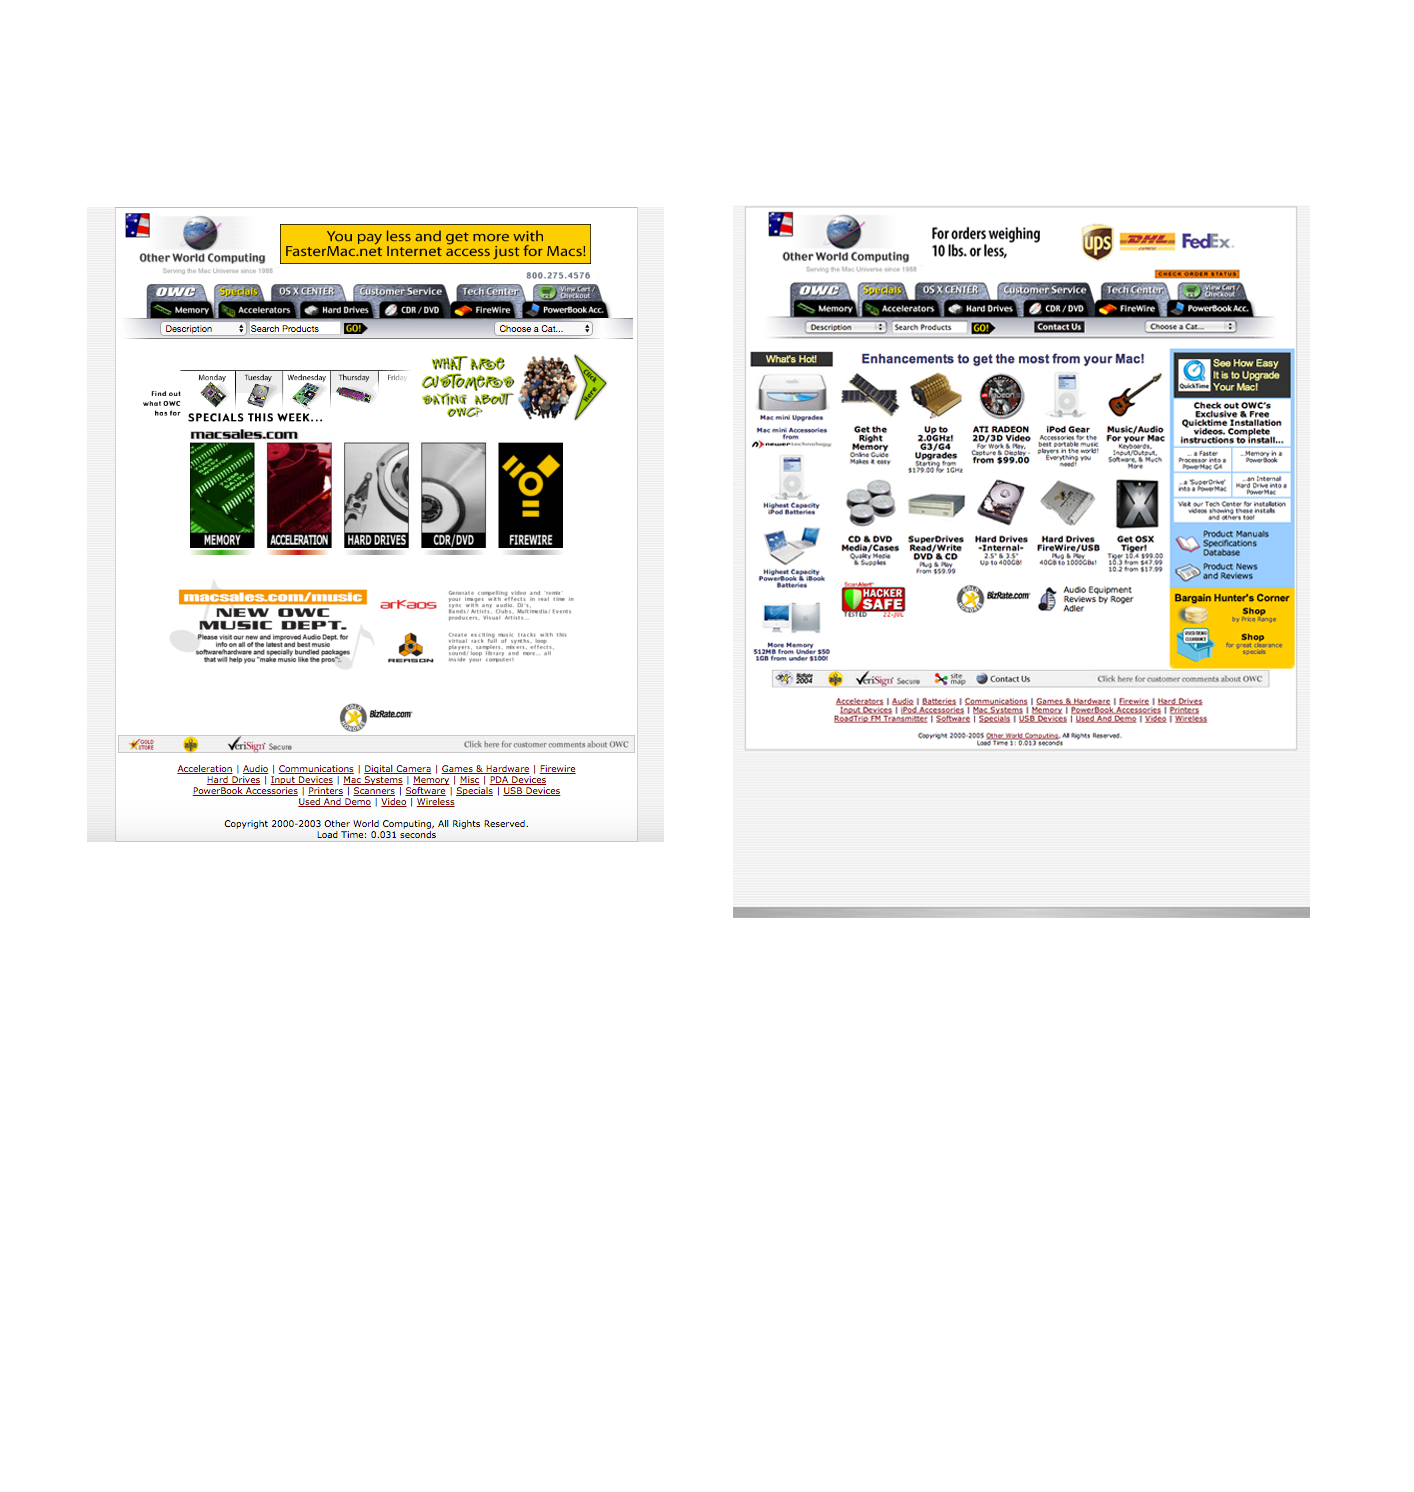 You pay less and get more with
FasterMac.net Internet access just for Macs!
Other World Computing
Serving the Mac Universe since 1988
800.275.4576
OWC Specials OS X CENTER Customer Service Tech Center View Cart / Checkout
Memory Accelerators Hard Drives CDR / DVD FireWire PowerBook Acc.
Description Search Products GO! Choose a Cat...
Monday Tuesday Wednesday Thursday Friday
Find out
what OWC
has for
SPECIALS THIS WEEK...
WHAT ARE
CUSTOMERS
SAYING ABOUT
OWC?
Click Here
macsales.com
MEMORY ACCELERATION HARD DRIVES CDR/DVD FIREWIRE
macsales.com/music
NEW OWC
MUSIC DEPT.
Please visit our new and improved Audio Dept. for
info on all of the latest and best music
software/hardware and specially bundled packages
that will help you "make music like the pros"!
arkaos
Generate compelling video and 'remix'
your images with effects in real time in
sync with any audio. DJ's,
Bands/Artists, Clubs, Multimedia/Events
producers, Visual Artists...
REASON
Create exciting music tracks with this
virtual rack full of synths, loop
players, samplers, mixers, effects,
sound/loop library and more... all
inside your computer!
BizRate.com
GOLD STORE VeriSign Secure Click here for customer comments about OWC
Acceleration | Audio | Communications | Digital Camera | Games & Hardware | Firewire
Hard Drives | Input Devices | Mac Systems | Memory | Misc | PDA Devices
PowerBook Accessories | Printers | Scanners | Software | Specials | USB Devices
Used And Demo | Video | Wireless
Copyright 2000-2003 Other World Computing, All Rights Reserved.
Load Time: 0.031 seconds
For orders weighing
10 lbs. or less,
ups DHL FedEx
Other World Computing
Serving the Mac Universe since 1988
CHECK ORDER STATUS
OWC Specials OS X CENTER Customer Service Tech Center View Cart / Checkout
Memory Accelerators Hard Drives CDR / DVD FireWire PowerBook Acc.
Description Search Products GO! Contact Us Choose a Cat...
What's Hot!
Mac mini Upgrades
Mac mini Accessories
from
newertechnology
Highest Capacity
iPod Batteries
Highest Capacity
PowerBook & iBook
Batteries
More Memory
512MB from Under $50
1GB from under $100!
Enhancements to get the most from your Mac!
Get the
Right
Memory
Online Guide
Makes it easy
Up to
2.0GHz!
G3/G4
Upgrades
Starting from
$179.00 for 1GHz
ATI RADEON
2D/3D Video
For Work & Play,
Capture & Display -
from $99.00
iPod Gear
Accessories for the
best portable music
players in the world!
Everything you
need!
Music/Audio
For your Mac
Keyboards,
Input/Output,
Software, & Much
More
CD & DVD
Media/Cases
Quality Media
& Supplies
SuperDrives
Read/Write
DVD & CD
Plug & Play
From $59.99
Hard Drives
-Internal-
2.5" & 3.5"
Up to 400GB!
Hard Drives
FireWire/USB
Plug & Play
40GB to 1000GBs!
Get OSX
Tiger!
Tiger 10.4 $99.00
10.3 from $47.99
10.2 from $17.99
ScanAlert
HACKER
SAFE
TESTED 22-JUL
BizRate.com
Audio Equipment
Reviews by Roger
Adler
QuickTime
See How Easy
It is to Upgrade
Your Mac!
Check out OWC's
Exclusive & Free
Quicktime Installation
videos. Complete
instructions to install...
... a Faster
Processor into a
PowerMac G4
...Memory in a
PowerBook
...a 'SuperDrive'
into a PowerMac
...an Internal
Hard Drive into a
PowerMac
Visit our Tech Center for installation
videos showing these installs
and others too!
Product Manuals
Specifications
Database
Product News
and Reviews
Bargain Hunter's Corner
Shop
by Price Range
Shop
for great clearance
specials
2004 VeriSign Secure site map Contact Us Click here for customer comments about OWC
Accelerators | Audio | Batteries | Communications | Games & Hardware | Firewire | Hard Drives
Input Devices | iPod Accessories | Mac Systems | Memory | PowerBook Accessories | Printers
RoadTrip FM Transmitter | Software | Specials | USB Devices | Used And Demo | Video | Wireless
Copyright 2000-2005 Other World Computing, All Rights Reserved.
Load Time 1: 0.013 seconds